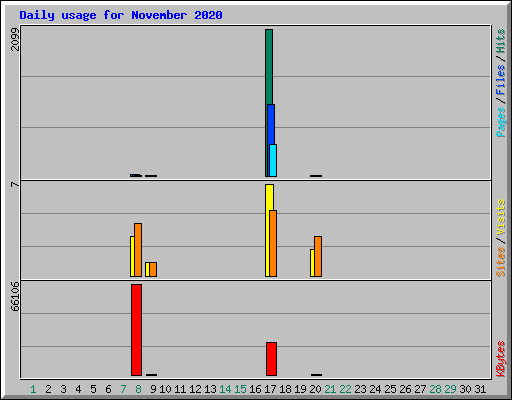 Daily usage for November 2020
2099
7
66106
Pages/Files/Hits
Sites/Visits
KBytes
1 2 3 4 5 6 7 8 9 10 11 12 13 14 15 16 17 18 19 20 21 22 23 24 25 26 27 28 29 30 31